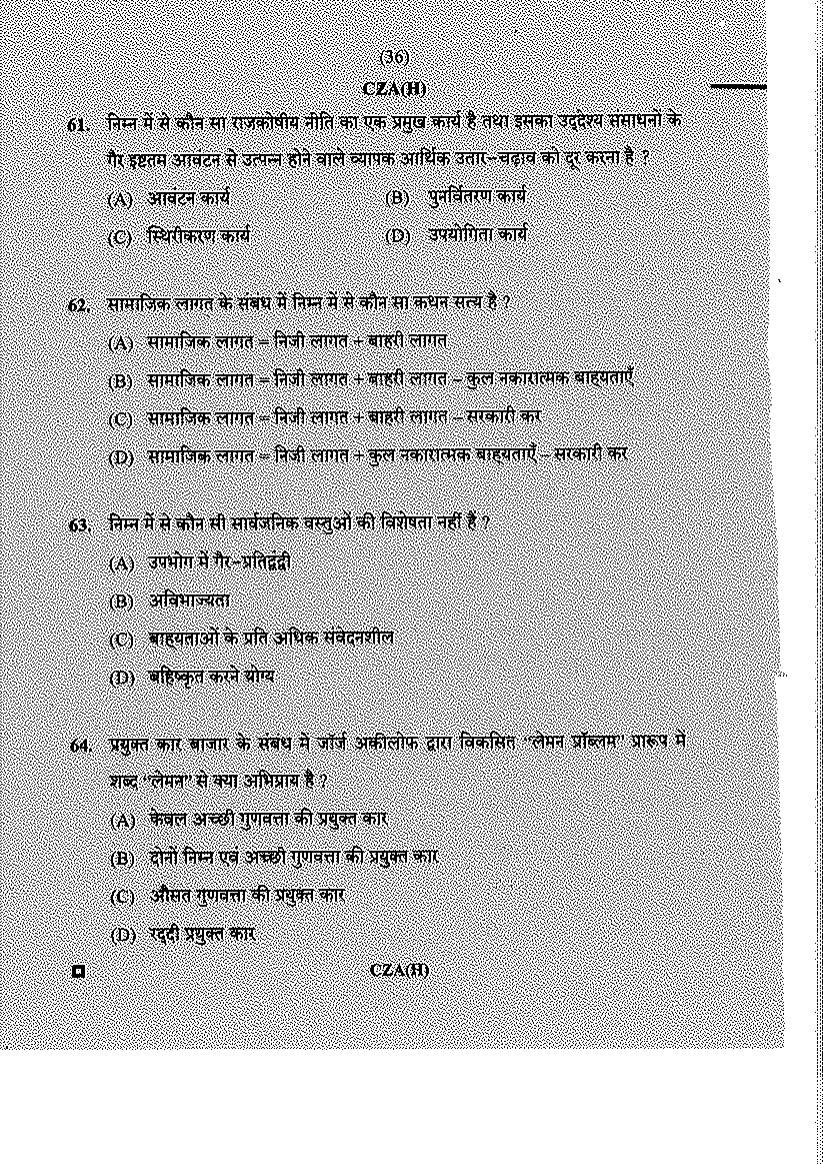 (36)
CZA(H)
61. निम्न में से कौन सा राजकोषीय नीति का एक प्रमुख कार्य है तथा इसका उद्देश्य संसाधनों के
गैर इष्टतम आवंटन से उत्पन्न होने वाले व्यापक आर्थिक उतार-चढ़ाव को दूर करना है ?
(A) आवंटन कार्य (B) पुनर्वितरण कार्य
(C) स्थिरीकरण कार्य (D) उपयोगिता कार्य
62. सामाजिक लागत के संबंध में निम्न में से कौन सा कथन सत्य है ?
(A) सामाजिक लागत = निजी लागत + बाहरी लागत
(B) सामाजिक लागत = निजी लागत + बाहरी लागत – कुल नकारात्मक बाह्यताएँ
(C) सामाजिक लागत = निजी लागत + बाहरी लागत – सरकारी कर
(D) सामाजिक लागत = निजी लागत + कुल नकारात्मक बाह्यताएँ – सरकारी कर
63. निम्न में से कौन सी सार्वजनिक वस्तुओं की विशेषता नहीं है ?
(A) उपभोग में गैर-प्रतिद्वंद्वी
(B) अविभाज्यता
(C) बाह्यताओं के प्रति अधिक संवेदनशील
(D) बहिष्कृत करने योग्य
64. प्रयुक्त कार बाजार के संबंध में जॉर्ज अकीलोफ द्वारा विकसित “लेमन प्रॉब्लम” प्रारूप में
शब्द “लेमन” से क्या अभिप्राय है ?
(A) केवल अच्छी गुणवत्ता की प्रयुक्त कार
(B) दोनों निम्न एवं अच्छी गुणवत्ता की प्रयुक्त कार
(C) औसत गुणवत्ता की प्रयुक्त कार
(D) रद्दी प्रयुक्त कार
CZA(H)